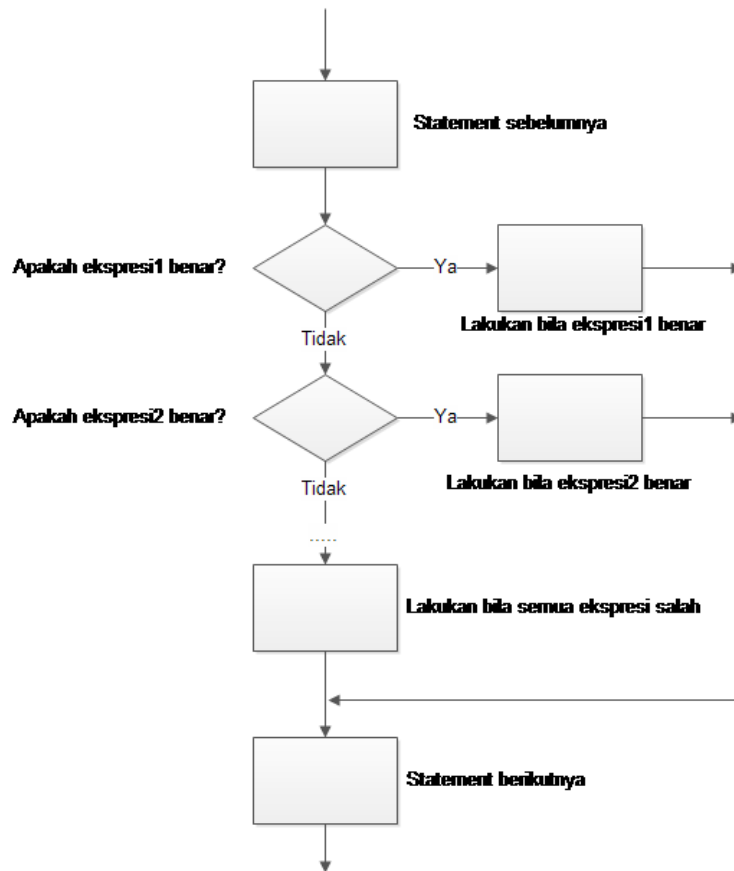 Statement sebelumnya
Apakah ekspresi1 benar?
Ya
Lakukan bila ekspresi1 benar
Tidak
Apakah ekspresi2 benar?
Ya
Lakukan bila ekspresi2 benar
Tidak
.....
Lakukan bila semua ekspresi salah
Statement berikutnya